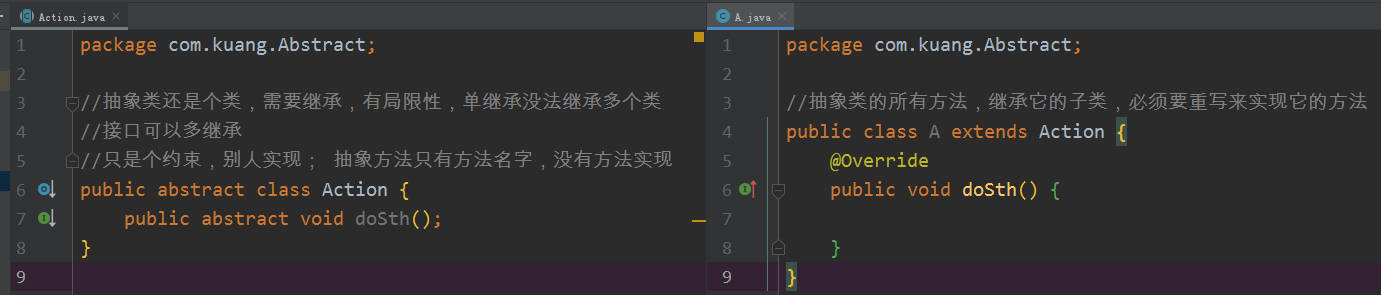 Action.java
1 package com.kuang.Abstract;
2
3 //抽象类还是个类，需要继承，有局限性，单继承没法继承多个类
4 //接口可以多继承
5 //只是个约束，别人实现； 抽象方法只有方法名字，没有方法实现
6 public abstract class Action {
7     public abstract void doSth();
8 }
9
A.java
1 package com.kuang.Abstract;
2
3 //抽象类的所有方法，继承它的子类，必须要重写来实现它的方法
4 public class A extends Action {
5     @Override
6     public void doSth() {
7
8     }
9 }